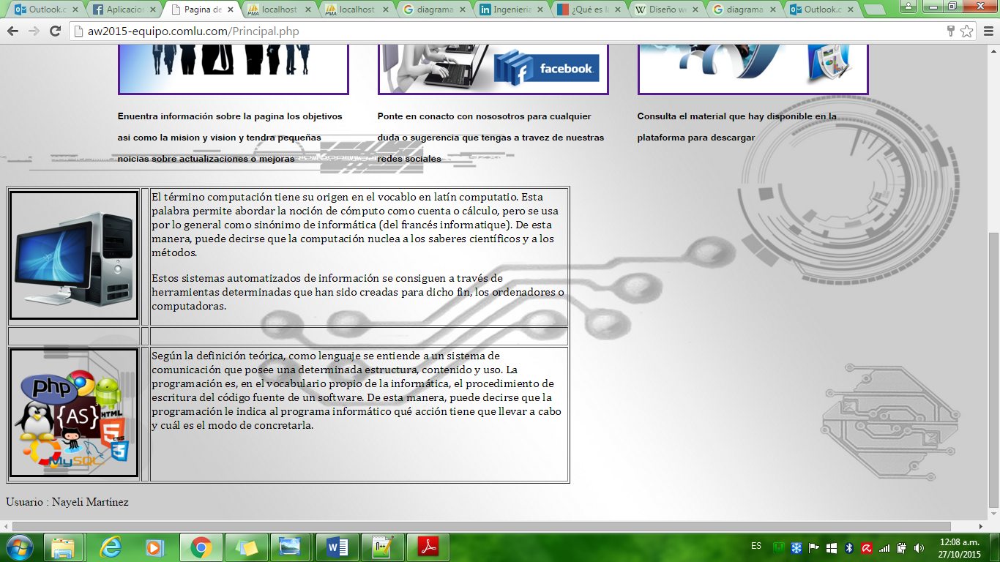 Outlook.c
Aplicacion
Pagina de
localhost
localhost
diagrama
Ingeniería
¿Qué es l
Diseño we
diagrama
Outlook.c
aw2015-equipo.comlu.com/Principal.php
facebook
Enuentra información sobre la pagina los objetivos
asi como la mision y vision y tendra pequeñas
noicias sobre actualizaciones o mejoras
Ponte en conacto con nososotros para cualquier
duda o sugerencia que tengas a travez de nuestras
redes sociales
Consulta el material que hay disponible en la
plataforma para descargar
El término computación tiene su origen en el vocablo en latín computatio. Esta
palabra permite abordar la noción de cómputo como cuenta o cálculo, pero se usa
por lo general como sinónimo de informática (del francés informatique). De esta
manera, puede decirse que la computación nuclea a los saberes científicos y a los
métodos.
Estos sistemas automatizados de información se consiguen a través de
herramientas determinadas que han sido creadas para dicho fin, los ordenadores o
computadoras.
php
{AS}
HTML
5
CSS
3
MySQL
Según la definición teórica, como lenguaje se entiende a un sistema de
comunicación que posee una determinada estructura, contenido y uso. La
programación es, en el vocabulario propio de la informática, el procedimiento de
escritura del código fuente de un software. De esta manera, puede decirse que la
programación le indica al programa informático qué acción tiene que llevar a cabo
y cuál es el modo de concretarla.
Usuario : Nayeli Martínez
ES
12:08 a.m.
27/10/2015